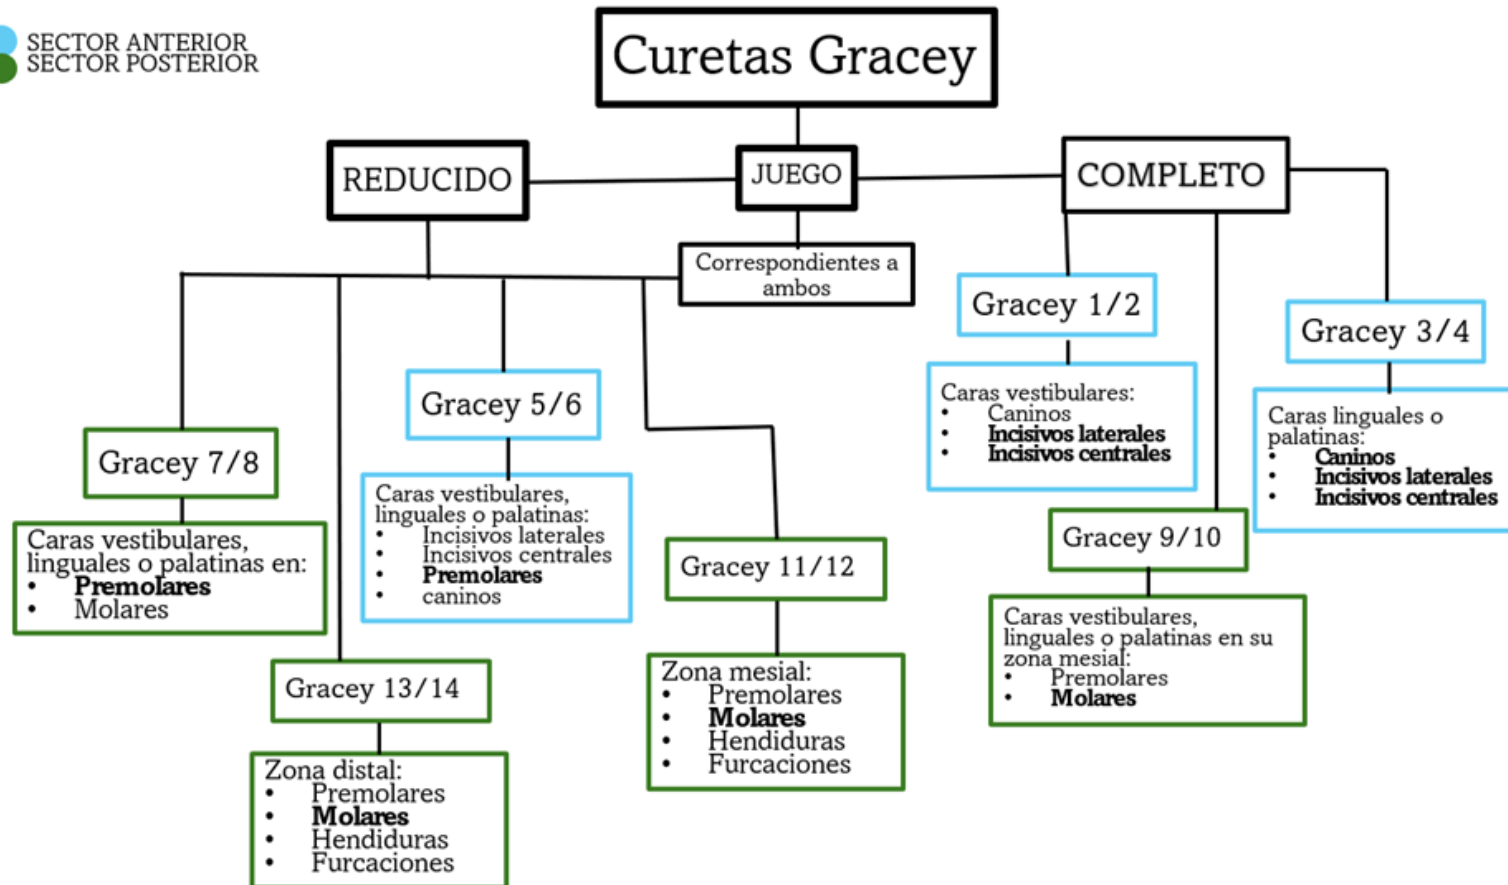 SECTOR ANTERIOR
SECTOR POSTERIOR
Curetas Gracey
REDUCIDO
JUEGO
COMPLETO
Correspondientes a
ambos
Gracey 7/8
Caras vestibulares,
linguales o palatinas en:
• Premolares
• Molares
Gracey 13/14
Zona distal:
• Premolares
• Molares
• Hendiduras
• Furcaciones
Gracey 5/6
Caras vestibulares,
linguales o palatinas:
• Incisivos laterales
• Incisivos centrales
• Premolares
• caninos
Gracey 11/12
Zona mesial:
• Premolares
• Molares
• Hendiduras
• Furcaciones
Gracey 1/2
Caras vestibulares:
• Caninos
• Incisivos laterales
• Incisivos centrales
Gracey 9/10
Caras vestibulares,
linguales o palatinas en su
zona mesial:
• Premolares
• Molares
Gracey 3/4
Caras linguales o
palatinas:
• Caninos
• Incisivos laterales
• Incisivos centrales